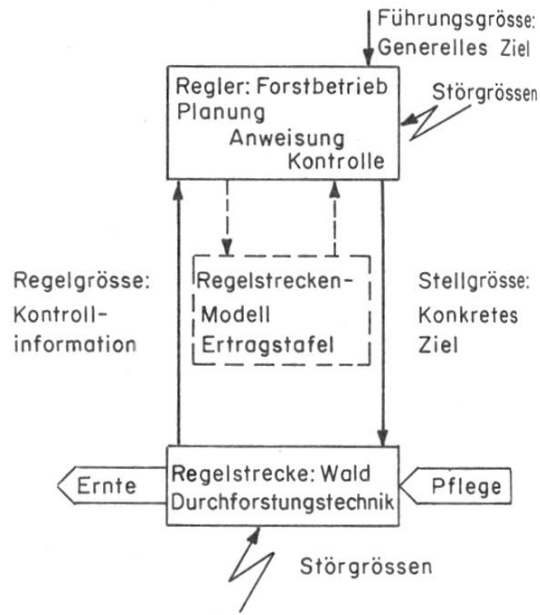 Führungsgrösse:
Generelles Ziel
Regler: Forstbetrieb
Planung
Anweisung
Kontrolle
Störgrössen
Regelgrösse:
Kontroll-
information
Regelstrecken-
Modell
Ertragstafel
Stellgrösse:
Konkretes
Ziel
Ernte
Regelstrecke: Wald
Durchforstungstechnik
Pflege
Störgrössen